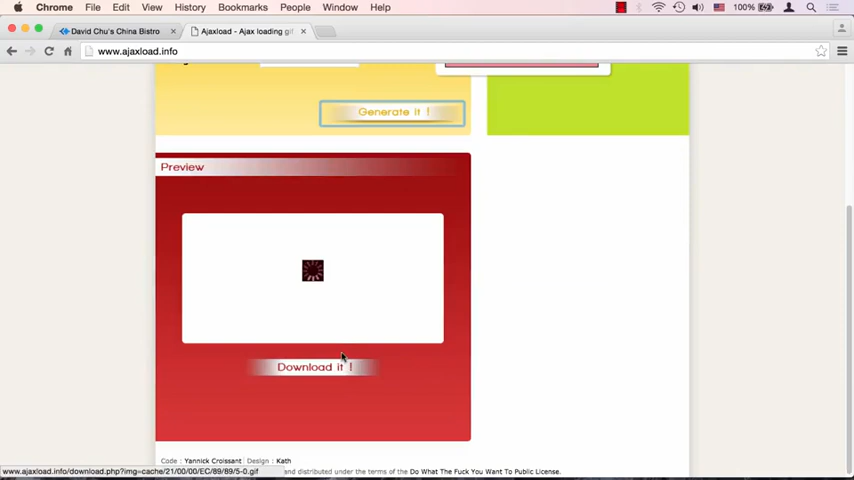 Chrome File Edit View History Bookmarks People Window Help 100%
David Chu's China Bistro Ajaxload - Ajax loading gif
www.ajaxload.info
Generate it !
Preview
Download it !
Code : Yannick Croissant Design : Kath
and distributed under the terms of the Do What The Fuck You Want To Public License.
www.ajaxload.info/download.php?img=cache/21/00/00/EC/89/89/5-0.gif